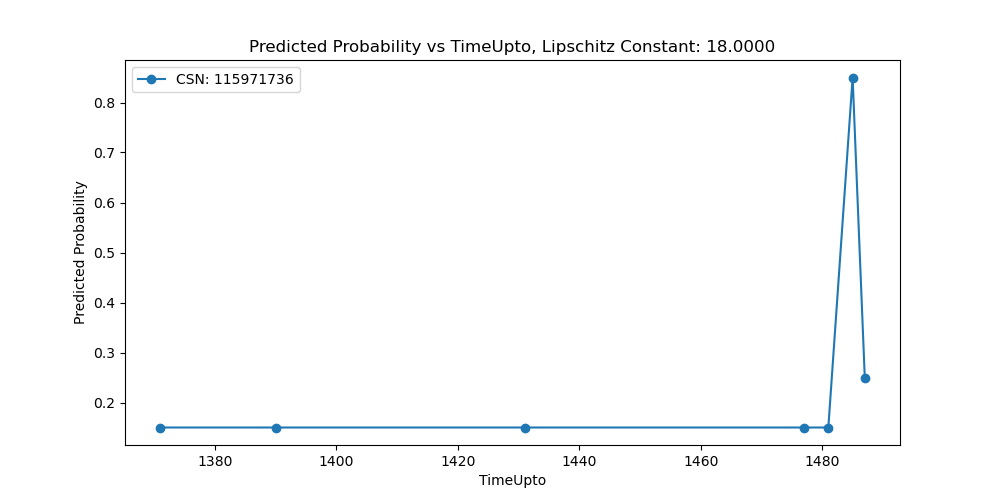 Predicted Probability vs TimeUpto, Lipschitz Constant: 18.0000
CSN: 115971736
0.8
0.7
0.6
0.5
0.4
0.3
0.2
Predicted Probability
1380 1400 1420 1440 1460 1480
TimeUpto